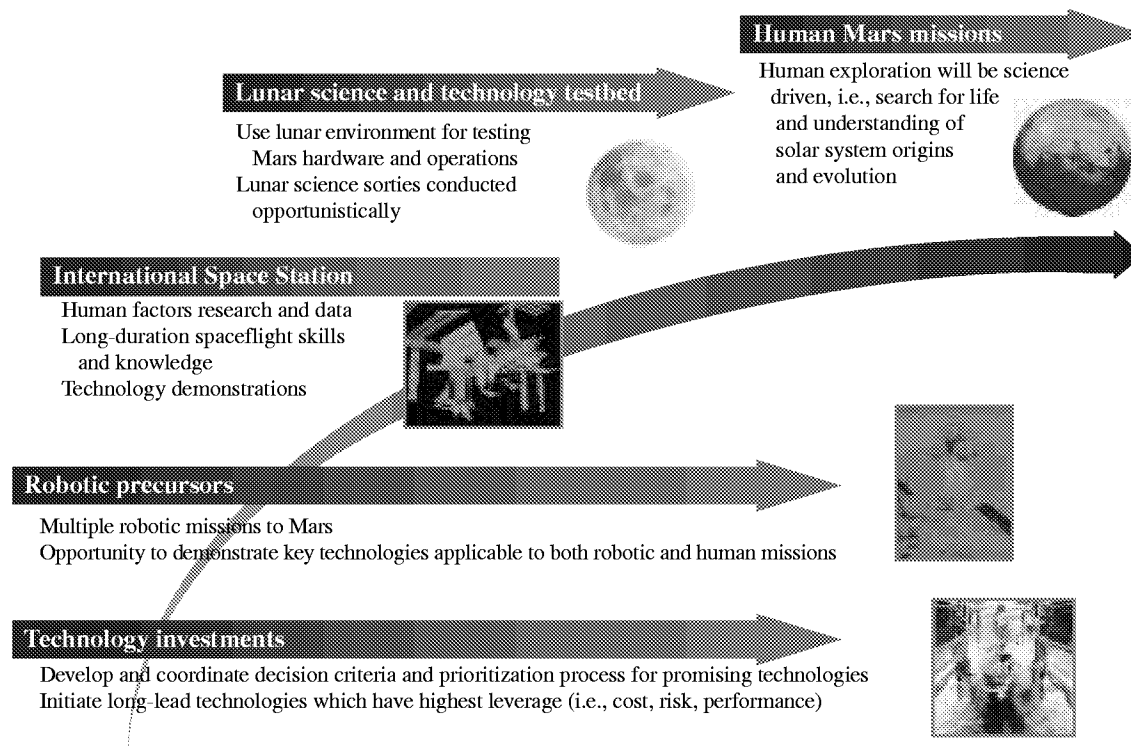 Human Mars missions
Human exploration will be science
driven, i.e., search for life
and understanding of
solar system origins
and evolution
Lunar science and technology testbed
Use lunar environment for testing
Mars hardware and operations
Lunar science sorties conducted
opportunistically
International Space Station
Human factors research and data
Long-duration spaceflight skills
and knowledge
Technology demonstrations
Robotic precursors
Multiple robotic missions to Mars
Opportunity to demonstrate key technologies applicable to both robotic and human missions
Technology investments
Develop and coordinate decision criteria and prioritization process for promising technologies
Initiate long-lead technologies which have highest leverage (i.e., cost, risk, performance)